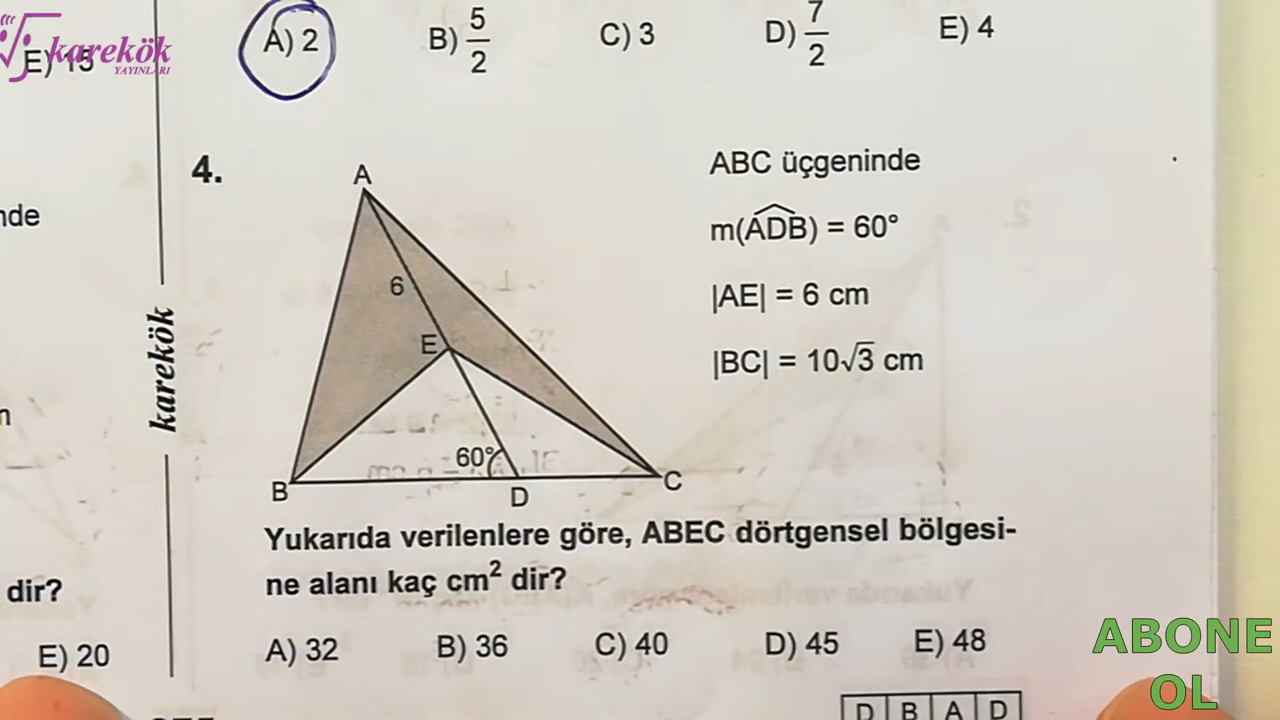 karekök
YAYINLARI
E) 15
A) 2
B) 5/2
C) 3
D) 7/2
E) 4
4.
A
6
E
60°
B
D
C
ABC üçgeninde
m(ADB) = 60°
|AE| = 6 cm
|BC| = 10√3 cm
Yukarıda verilenlere göre, ABEC dörtgensel bölgesi-
ne alanı kaç cm² dir?
A) 32
B) 36
C) 40
D) 45
E) 48
karekök
dir?
E) 20
D B A D
ABONE
OL